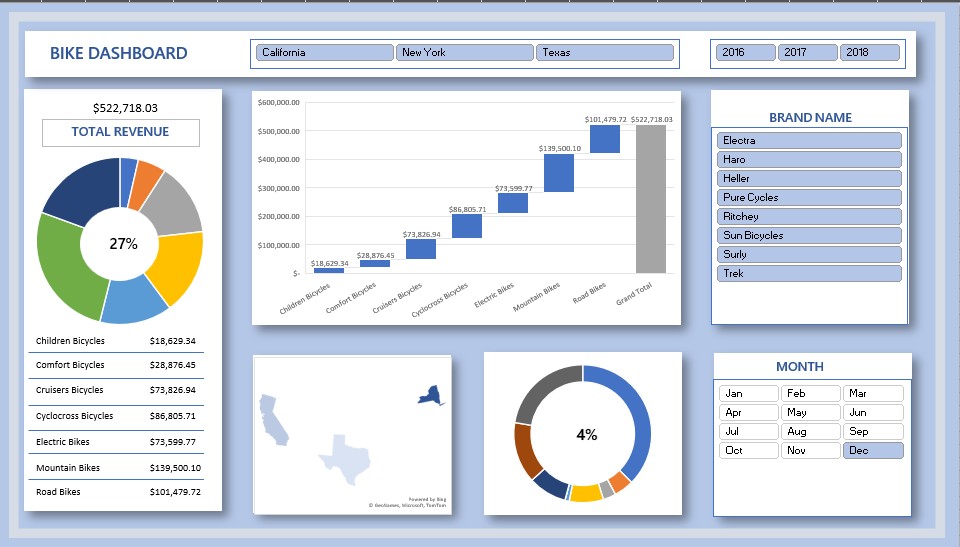 BIKE DASHBOARD
California New York Texas
2016 2017 2018
$522,718.03
TOTAL REVENUE
27%
Children Bicycles $18,629.34
Comfort Bicycles $28,876.45
Cruisers Bicycles $73,826.94
Cyclocross Bicycles $86,805.71
Electric Bikes $73,599.77
Mountain Bikes $139,500.10
Road Bikes $101,479.72
$600,000.00
$500,000.00
$400,000.00
$300,000.00
$200,000.00
$100,000.00
$-
$18,629.34
$28,876.45
$73,826.94
$86,805.71
$73,599.77
$139,500.10
$101,479.72
$522,718.03
Children Bicycles
Comfort Bicycles
Cruisers Bicycles
Cyclocross Bicycles
Electric Bikes
Mountain Bikes
Road Bikes
Grand Total
BRAND NAME
Electra
Haro
Heller
Pure Cycles
Ritchey
Sun Bicycles
Surly
Trek
Powered by Bing
© GeoNames, Microsoft, TomTom
4%
MONTH
Jan Feb Mar
Apr May Jun
Jul Aug Sep
Oct Nov Dec